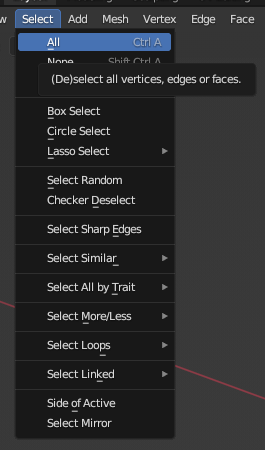 Select Add Mesh Vertex Edge Face
All Ctrl A
None Shift Ctrl A
(De)select all vertices, edges or faces.
Box Select
Circle Select
Lasso Select
Select Random
Checker Deselect
Select Sharp Edges
Select Similar
Select All by Trait
Select More/Less
Select Loops
Select Linked
Side of Active
Select Mirror